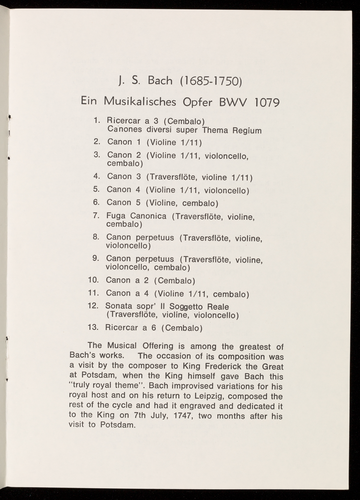 J. S. Bach (1685-1750)
Ein Musikalisches Opfer BWV 1079
1. Ricercar a 3 (Cembalo)
Canones diversi super Thema Regium
2. Canon 1 (Violine 1/11)
3. Canon 2 (Violine 1/11, violoncello,
cembalo)
4. Canon 3 (Traversflöte, violine 1/11)
5. Canon 4 (Violine 1/11, violoncello)
6. Canon 5 (Violine, cembalo)
7. Fuga Canonica (Traversflöte, violine,
cembalo)
8. Canon perpetuus (Traversflöte, violine,
violoncello)
9. Canon perpetuus (Traversflöte, violine,
violoncello, cembalo)
10. Canon a 2 (Cembalo)
11. Canon a 4 (Violine 1/11, cembalo)
12. Sonata sopr' Il Soggetto Reale
(Traversflöte, violine, violoncello)
13. Ricercar a 6 (Cembalo)
The Musical Offering is among the greatest of
Bach's works. The occasion of its composition was
a visit by the composer to King Frederick the Great
at Potsdam, when the King himself gave Bach this
"truly royal theme". Bach improvised variations for his
royal host and on his return to Leipzig, composed the
rest of the cycle and had it engraved and dedicated it
to the King on 7th July, 1747, two months after his
visit to Potsdam.